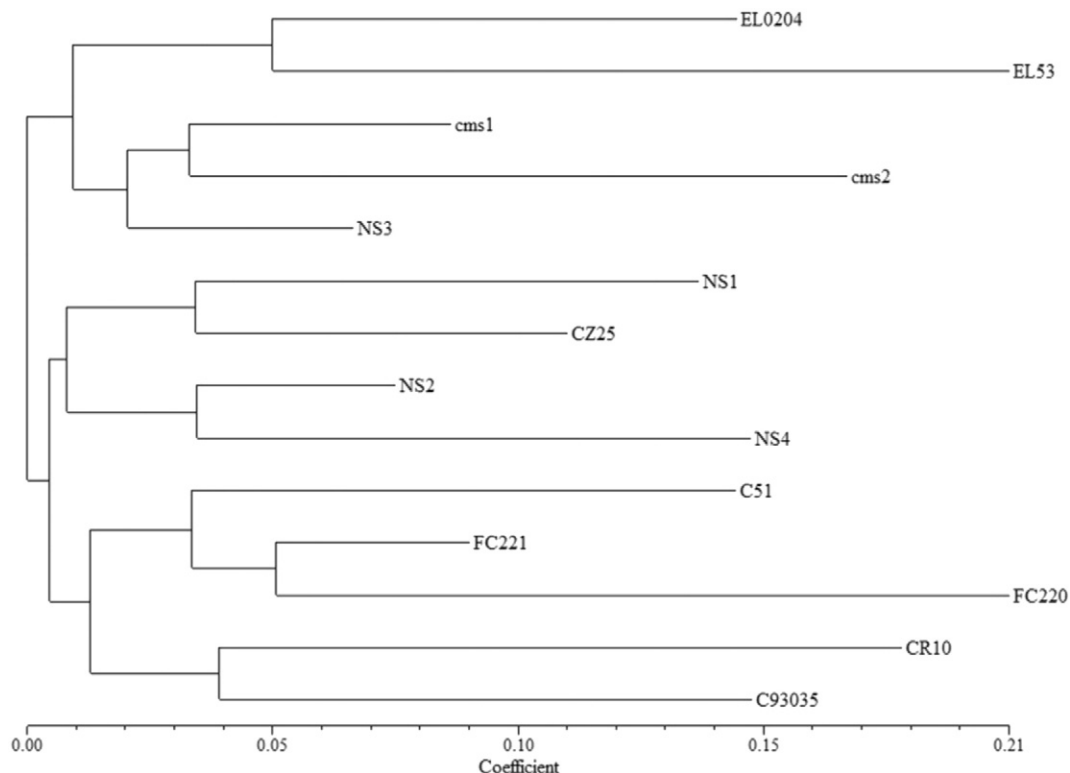 EL0204
EL53
cms1
cms2
NS3
NS1
CZ25
NS2
NS4
C51
FC221
FC220
CR10
C93035
0.00 0.05 0.10 0.15 0.21
Coefficient